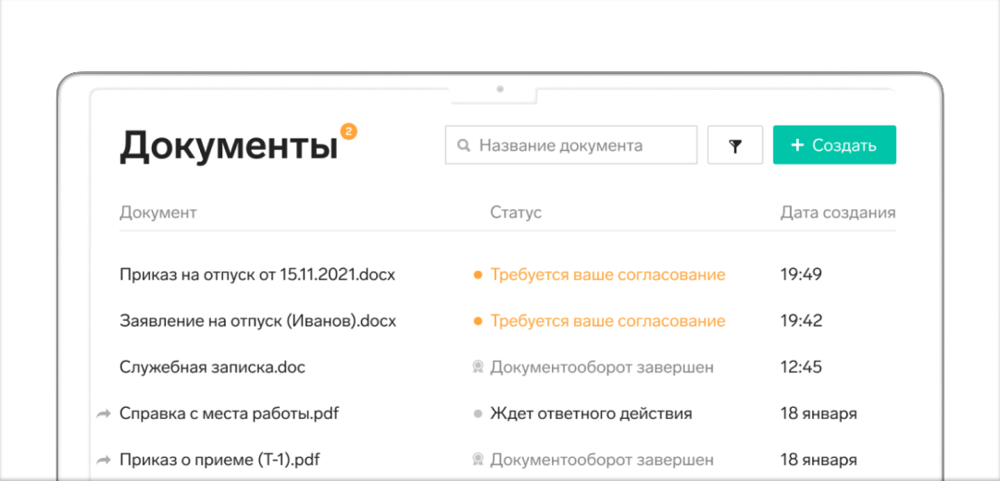 Документы 2
Название документа
+ Создать
Документ Статус Дата создания
Приказ на отпуск от 15.11.2021.docx Требуется ваше согласование 19:49
Заявление на отпуск (Иванов).docx Требуется ваше согласование 19:42
Служебная записка.doc Документооборот завершен 12:45
Справка с места работы.pdf Ждет ответного действия 18 января
Приказ о приеме (Т-1).pdf Документооборот завершен 18 января